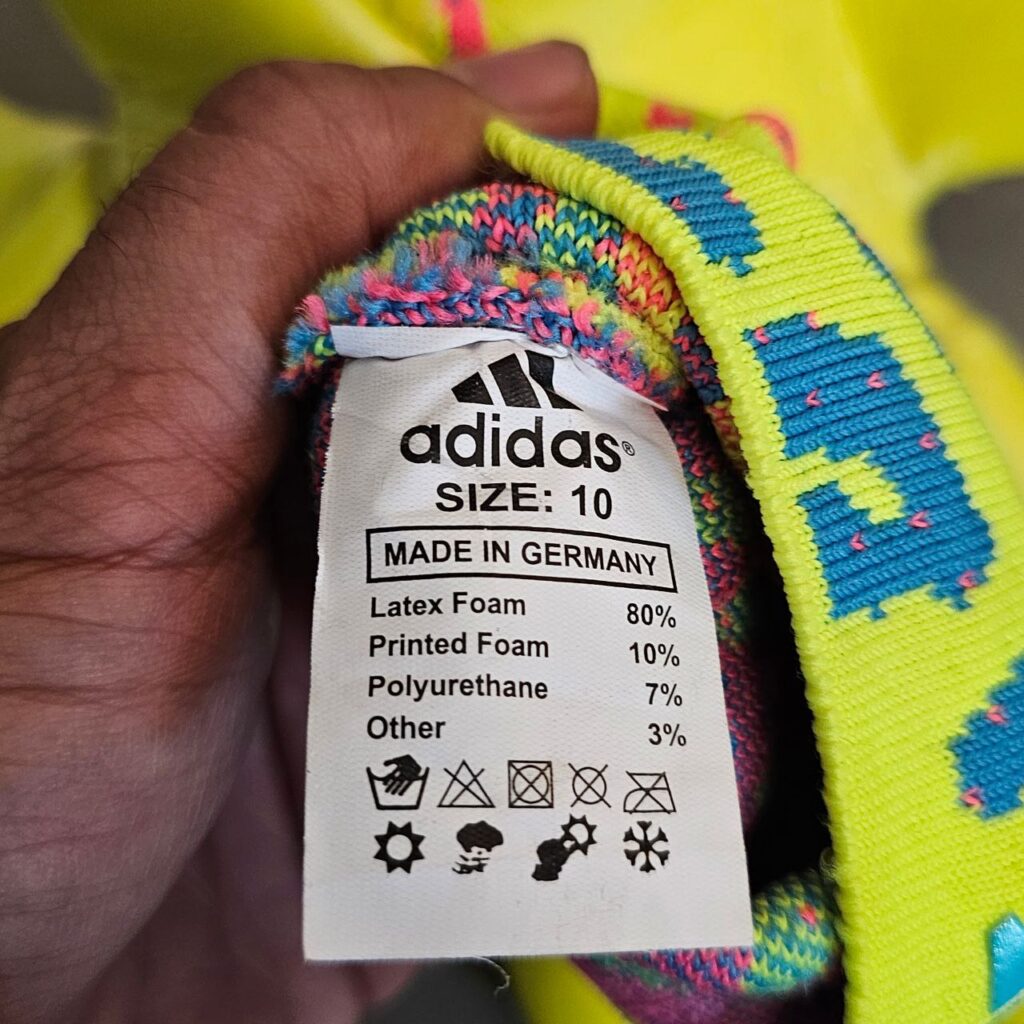 adidas®
SIZE: 10
MADE IN GERMANY
Latex Foam 80%
Printed Foam 10%
Polyurethane 7%
Other 3%